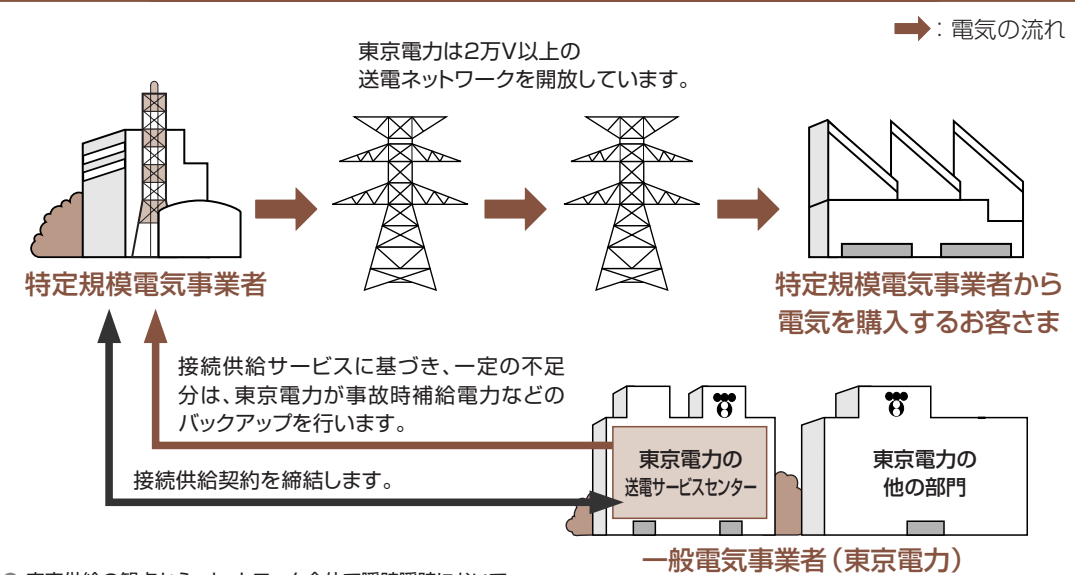 ：電気の流れ
東京電力は2万V以上の
送電ネットワークを開放しています。
特定規模電気事業者
特定規模電気事業者から
電気を購入するお客さま
接続供給サービスに基づき、一定の不足
分は、東京電力が事故時補給電力などの
バックアップを行います。
接続供給契約を締結します。
東京電力の
送電サービスセンター
東京電力の
他の部門
一般電気事業者（東京電力）